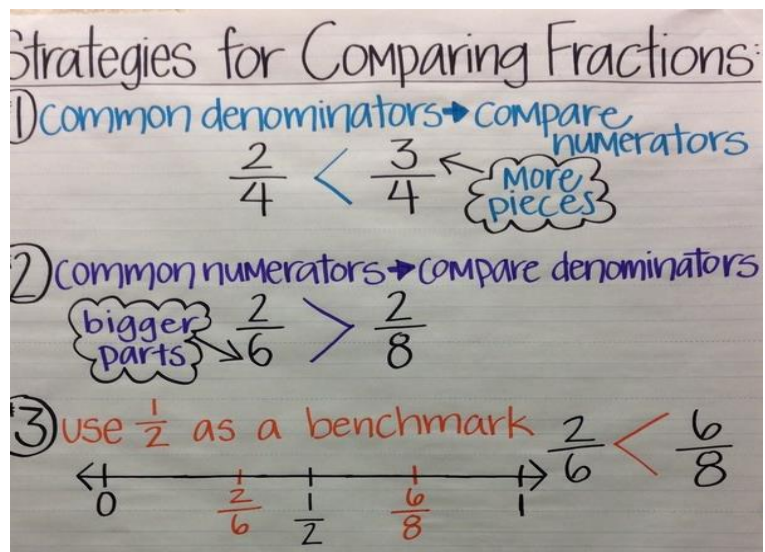 Strategies for Comparing Fractions:
1) common denominators → compare
numerators
2/4 < 3/4
More
pieces
2) common numerators → compare denominators
bigger
parts
2/6 > 2/8
3) use 1/2 as a benchmark
2/6 < 6/8
0 2/6 1/2 6/8 1